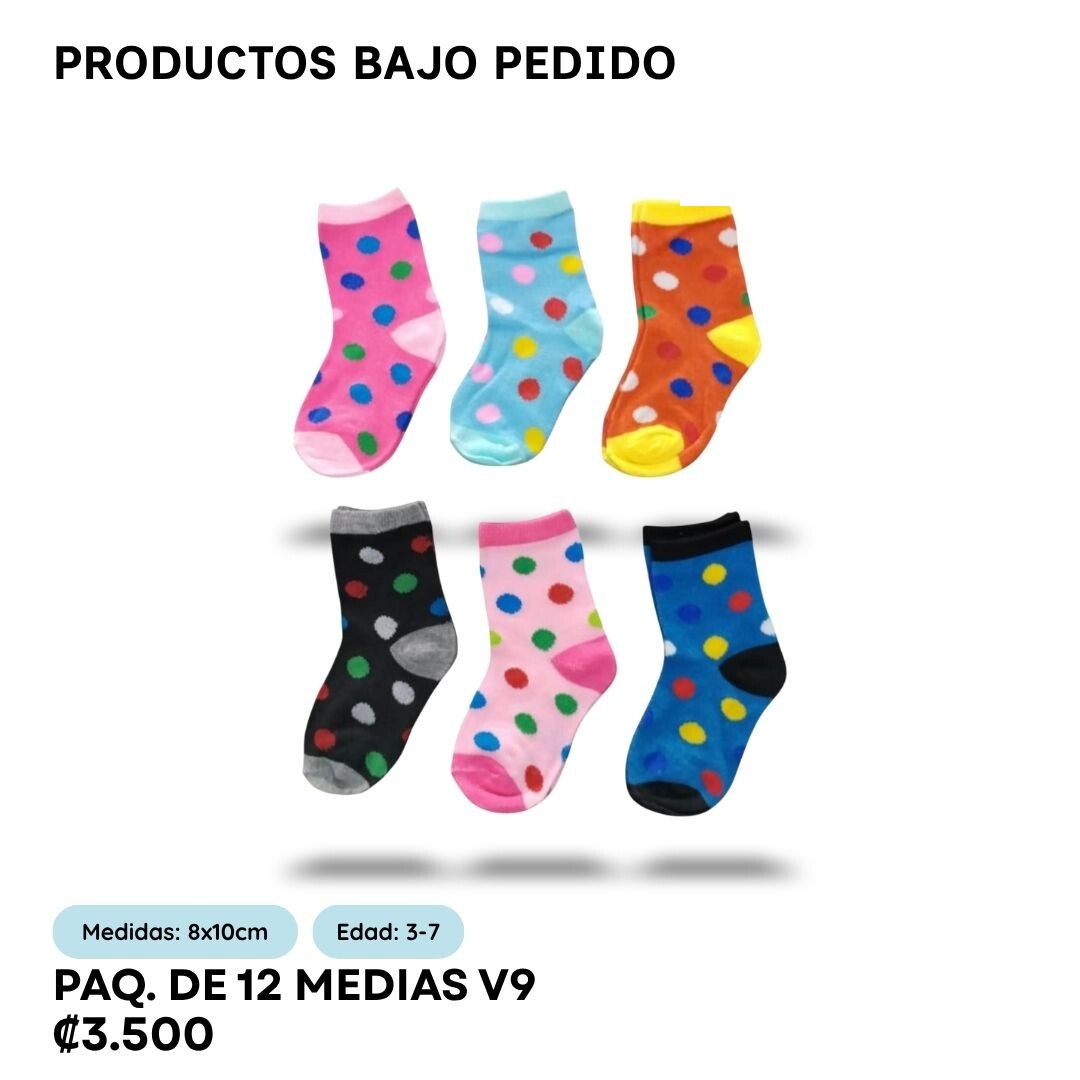 PRODUCTOS BAJO PEDIDO
Medidas: 8x10cm
Edad: 3-7
PAQ. DE 12 MEDIAS V9
₡3.500